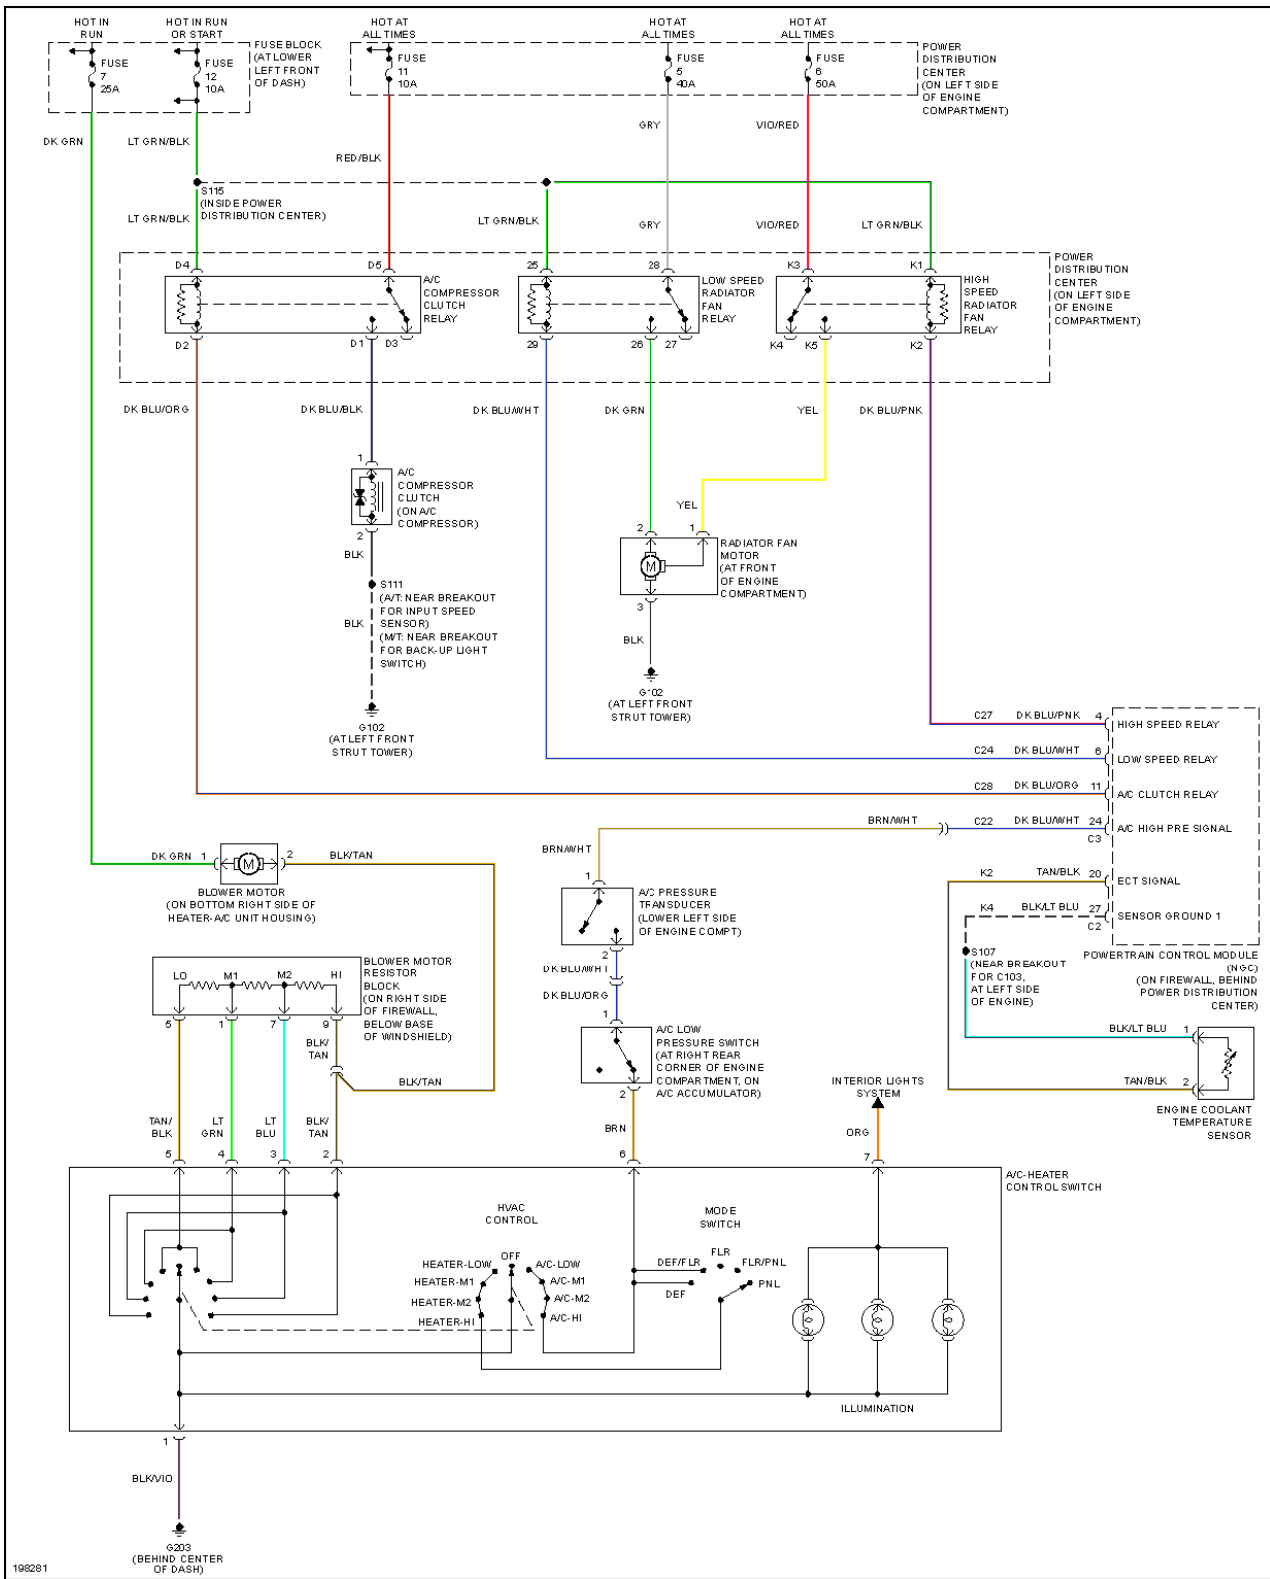 HOT IN
RUN
HOT IN RUN
OR START
HOT AT
ALL TIMES
HOT AT
ALL TIMES
HOT AT
ALL TIMES
FUSE
7
25A
FUSE
12
10A
FUSE BLOCK
(AT LOWER
LEFT FRONT
OF DASH)
FUSE
11
10A
FUSE
5
40A
FUSE
6
50A
POWER
DISTRIBUTION
CENTER
(ON LEFT SIDE
OF ENGINE
COMPARTMENT)
DK GRN
LT GRN/BLK
RED/BLK
GRY
VIO/RED
S115
(INSIDE POWER
DISTRIBUTION CENTER)
LT GRN/BLK
LT GRN/BLK
GRY
VIO/RED
LT GRN/BLK
D4
D5
25
28
K3
K1
POWER
DISTRIBUTION
CENTER
(ON LEFT SIDE
OF ENGINE
COMPARTMENT)
A/C
COMPRESSOR
CLUTCH
RELAY
LOW SPEED
RADIATOR
FAN
RELAY
HIGH
SPEED
RADIATOR
FAN
RELAY
D2
D1
D3
29
26
27
K4
K5
K2
DK BLU/ORG
DK BLU/BLK
DK BLU/WHT
DK GRN
YEL
DK BLU/PNK
1
A/C
COMPRESSOR
CLUTCH
(ON A/C
COMPRESSOR)
2
BLK
YEL
2
1
RADIATOR FAN
MOTOR
(AT FRONT
OF ENGINE
COMPARTMENT)
M
3
BLK
S111
(A/T: NEAR BREAKOUT
FOR INPUT SPEED
SENSOR)
(M/T: NEAR BREAKOUT
FOR BACK-UP LIGHT
SWITCH)
BLK
G102
(AT LEFT FRONT
STRUT TOWER)
G102
(AT LEFT FRONT
STRUT TOWER)
C27 DK BLU/PNK 4 HIGH SPEED RELAY
C24 DK BLU/WHT 6 LOW SPEED RELAY
C28 DK BLU/ORG 11 A/C CLUTCH RELAY
BRN/WHT C22 DK BLU/WHT 24 A/C HIGH PRE SIGNAL
C3
K2 TAN/BLK 20 ECT SIGNAL
K4 BLK/LT BLU 27 SENSOR GROUND 1
C2
POWERTRAIN CONTROL MODULE
(NGC)
(ON FIREWALL, BEHIND
POWER DISTRIBUTION
CENTER)
S107
(NEAR BREAKOUT
FOR C103,
AT LEFT SIDE
OF ENGINE)
BLK/LT BLU 1
TAN/BLK 2
ENGINE COOLANT
TEMPERATURE
SENSOR
DK GRN 1
M
2 BLK/TAN
BLOWER MOTOR
(ON BOTTOM RIGHT SIDE OF
HEATER-A/C UNIT HOUSING)
BRN/WHT
1
A/C PRESSURE
TRANSDUCER
(LOWER LEFT SIDE
OF ENGINE COMPT)
2
DK BLU/WHT
DK BLU/ORG
1
A/C LOW
PRESSURE SWITCH
(AT RIGHT REAR
CORNER OF ENGINE
COMPARTMENT, ON
A/C ACCUMULATOR)
2
BRN
6
LO
M1
M2
HI
BLOWER MOTOR
RESISTOR
BLOCK
(ON RIGHT SIDE
OF FIREWALL,
BELOW BASE
OF WINDSHIELD)
5
1
7
9
BLK/
TAN
BLK/TAN
TAN/
BLK
LT
GRN
LT
BLU
BLK/
TAN
5
4
3
2
INTERIOR LIGHTS
SYSTEM
ORG
7
A/C-HEATER
CONTROL SWITCH
HVAC
CONTROL
HEATER-LOW
OFF
A/C-LOW
HEATER-M1
A/C-M1
HEATER-M2
A/C-M2
HEATER-HI
A/C-HI
MODE
SWITCH
DEF/FLR
FLR
FLR/PNL
DEF
PNL
ILLUMINATION
1
BLK/VIO
G203
(BEHIND CENTER
OF DASH)
198281